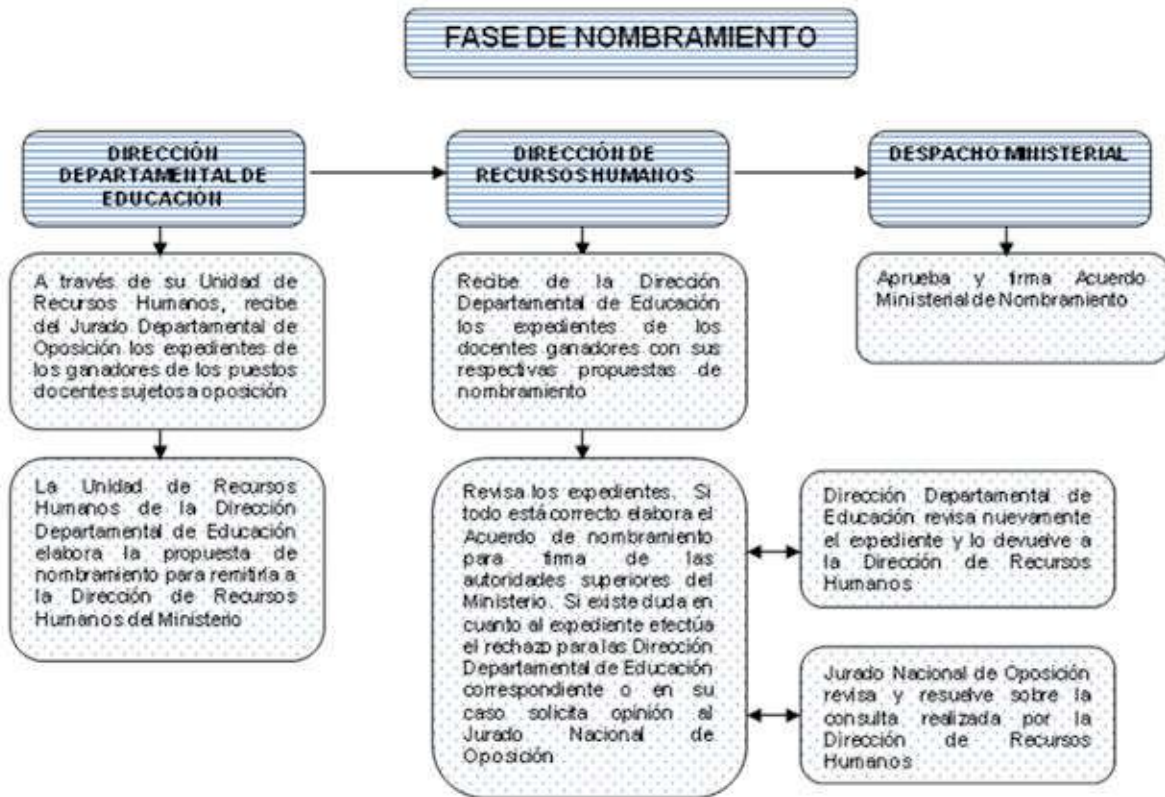 FASE DE NOMBRAMIENTO
DIRECCIÓN
DEPARTAMENTAL DE
EDUCACIÓN
A través de su Unidad de
Recursos Humanos, recibe
del Jurado Departamental de
Oposición los expedientes de
los ganadores de los puestos
docentes sujetos a oposición
La Unidad de Recursos
Humanos de la Dirección
Departamental de Educación
elabora la propuesta de
nombramiento para remitirla a
la Dirección de Recursos
Humanos del Ministerio
DIRECCIÓN DE
RECURSOS HUMANOS
Recibe de la Dirección
Departamental de Educación
los expedientes de los
docentes ganadores con sus
respectivas propuestas de
nombramiento
Revisa los expedientes. Si
todo está correcto elabora el
Acuerdo de nombramiento
para firma de las
autoridades superiores del
Ministerio. Si existe duda en
cuanto al expediente efectúa
el rechazo para las Dirección
Departamental de Educación
correspondiente o en su
caso solicita opinión al
Jurado Nacional de
Oposición
DESPACHO MINISTERIAL
Aprueba y firma Acuerdo
Ministerial de Nombramiento
Dirección Departamental de
Educación revisa nuevamente
el expediente y lo devuelve a
la Dirección de Recursos
Humanos
Jurado Nacional de Oposición
revisa y resuelve sobre la
consulta realizada por la
Dirección de Recursos
Humanos